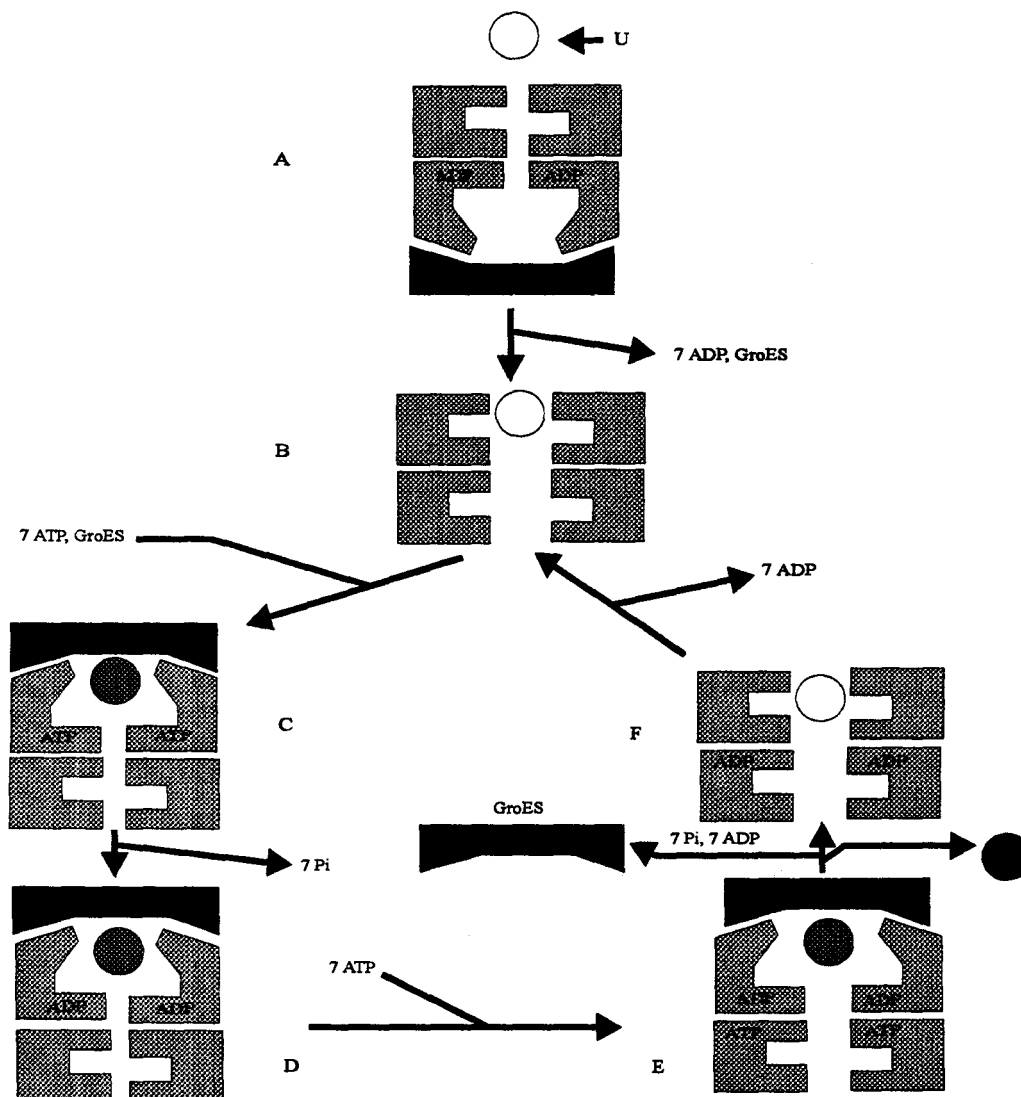 U
A
ADP ADP
7 ADP, GroES
B
7 ATP, GroES
7 ADP
C
ATP ATP
F
ADP ADP
GroES
7 Pi, 7 ADP
7 Pi
7 ATP
ADP ADP
ADP ADP
ATP ATP
D
E